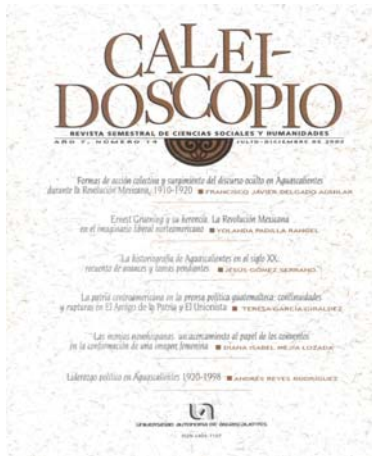 CALEI-
DOSCOPIO
REVISTA SEMESTRAL DE CIENCIAS SOCIALES Y HUMANIDADES
AÑO 7, NÚMERO 14 JULIO-DICIEMBRE DE
Formas de acción colectiva y surgimiento del discurso oculto en Aguascalientes
durante la Revolución Mexicana, 1910-1920 ■ FRANCISCO JAVIER DELGADO AGUILAR
Ernest Gruening y su herencia. La Revolución Mexicana
en el imaginario liberal norteamericano ■ YOLANDA PADILLA RANGEL
La historiografía de Aguascalientes en el siglo XX.
recuento de avances y tareas pendientes ■ JESÚS GÓMEZ SERRANO
La patria centroamericana en la prensa política guatemalteca: continuidades
y rupturas en El Amigo de la Patria y El Unionista ■ TERESA GARCÍA GIRÁLDEZ
Las monjas novohispanas. un acercamiento al papel de los conventos
en la conformación de una imagen femenina ■ DIANA ISABEL MEJÍA LOZADA
Liderazgo político en Aguascalientes 1920-1998 ■ ANDRÉS REYES RODRÍGUEZ
UNIVERSIDAD AUTÓNOMA DE AGUASCALIENTES
ISSN